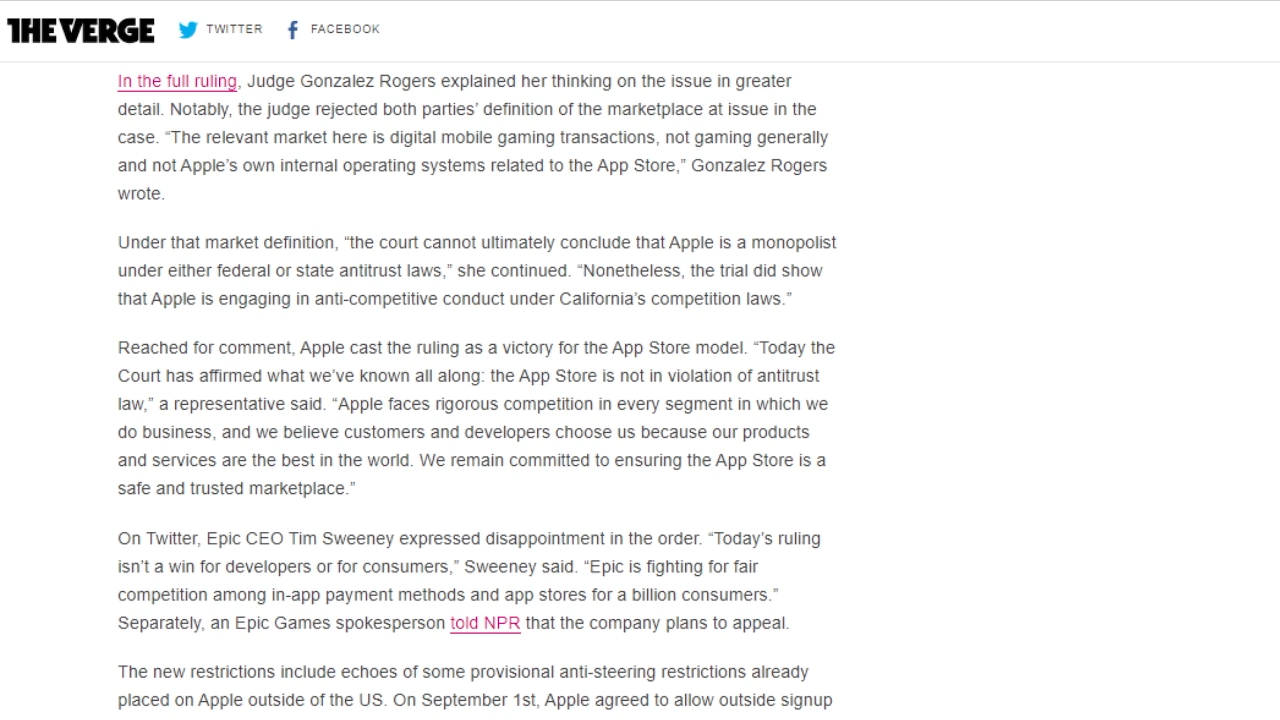 THE VERGE TWITTER FACEBOOK
In the full ruling, Judge Gonzalez Rogers explained her thinking on the issue in greater
detail. Notably, the judge rejected both parties’ definition of the marketplace at issue in the
case. “The relevant market here is digital mobile gaming transactions, not gaming generally
and not Apple’s own internal operating systems related to the App Store,” Gonzalez Rogers
wrote.
Under that market definition, “the court cannot ultimately conclude that Apple is a monopolist
under either federal or state antitrust laws,” she continued. “Nonetheless, the trial did show
that Apple is engaging in anti-competitive conduct under California’s competition laws.”
Reached for comment, Apple cast the ruling as a victory for the App Store model. “Today the
Court has affirmed what we’ve known all along: the App Store is not in violation of antitrust
law,” a representative said. “Apple faces rigorous competition in every segment in which we
do business, and we believe customers and developers choose us because our products
and services are the best in the world. We remain committed to ensuring the App Store is a
safe and trusted marketplace.”
On Twitter, Epic CEO Tim Sweeney expressed disappointment in the order. “Today’s ruling
isn’t a win for developers or for consumers,” Sweeney said. “Epic is fighting for fair
competition among in-app payment methods and app stores for a billion consumers.”
Separately, an Epic Games spokesperson told NPR that the company plans to appeal.
The new restrictions include echoes of some provisional anti-steering restrictions already
placed on Apple outside of the US. On September 1st, Apple agreed to allow outside signup